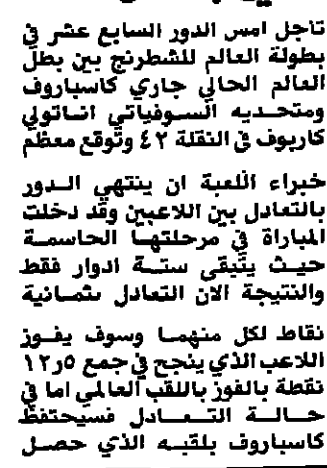 تاجل امس الدور السابع عشر في
بطولة العالم للشطرنج بين بطل
العالم الحالي جاري كاسباروف
ومتحديه السوفياتي اناتولي
كاربوف في النقلة ٤٢ وتوقع معظم
خبراء اللعبة ان ينتهي الدور
بالتعادل بين اللاعبين وقد دخلت
المباراة في مرحلتها الحاسمة
حيث يتبقى ستة ادوار فقط
والنتيجة الان التعادل بثمانية
نقاط لكل منهما وسوف يفوز
اللاعب الذي ينجح في جمع ٥ر١٢
نقطة بالفوز باللقب العالمي اما في
حالة التعادل فسيحتفظ
كاسباروف بلقبه الذي حصل